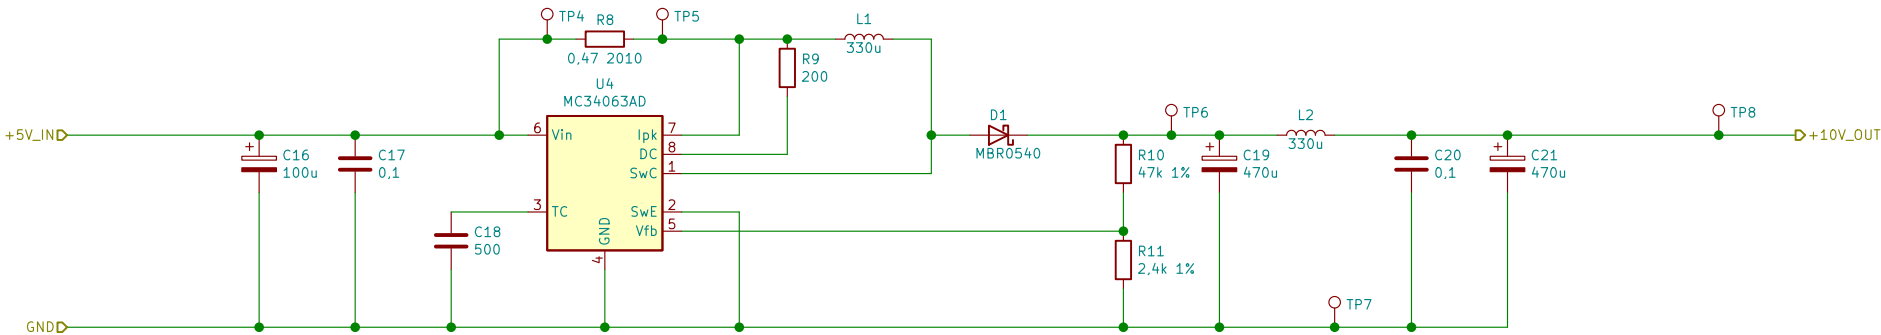 TP4
R8
TP5
L1
0,47 2010
330u
R9
200
U4
MC34063AD
+5V_IN
6
Vin
Ipk
7
DC
8
SwC
1
3
TC
SwE
2
Vfb
5
GND
4
+
C16
100u
C17
0,1
C18
500
D1
MBR0540
TP6
L2
330u
TP8
+10V_OUT
R10
47k 1%
+
C19
470u
C20
0,1
+
C21
470u
R11
2,4k 1%
TP7
GND